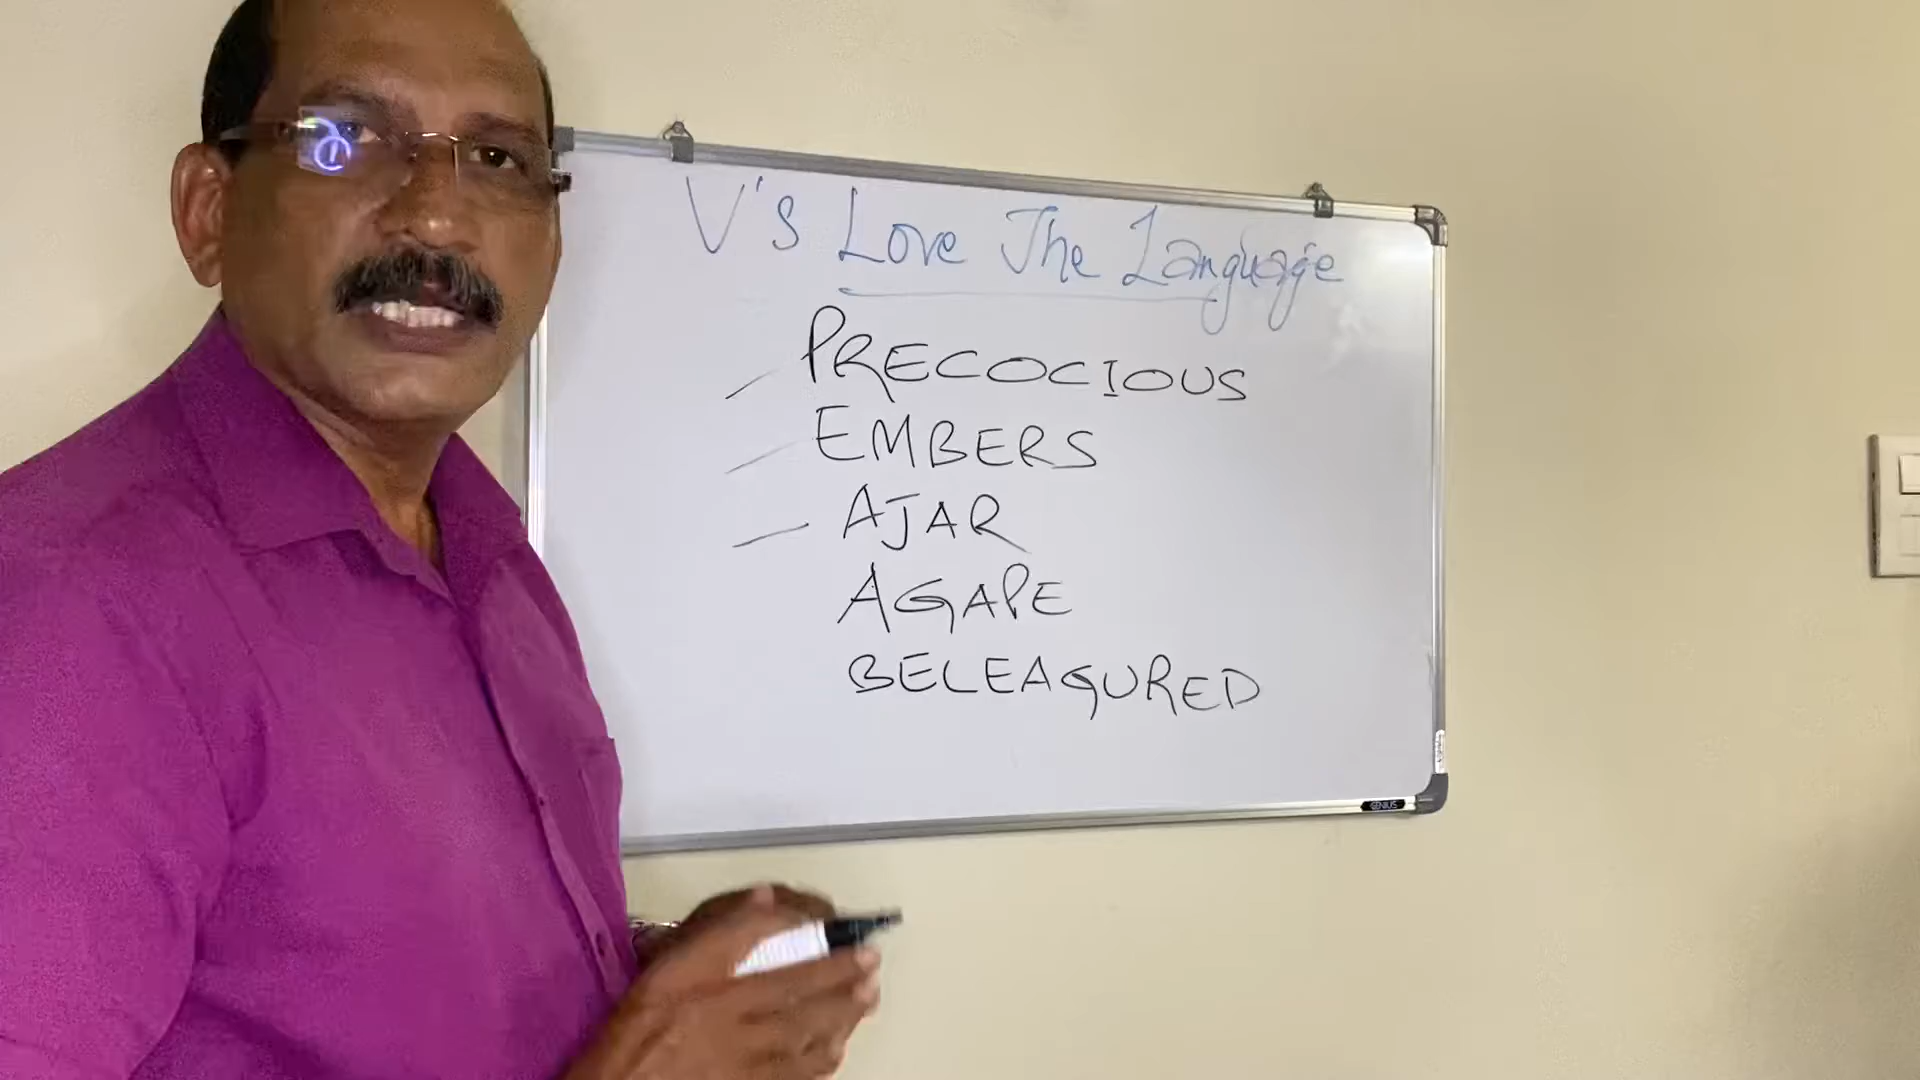 V's Love The Language
PRECOCIOUS
EMBERS
AJAR
AGAPE
BELEAGURED
GENIUS